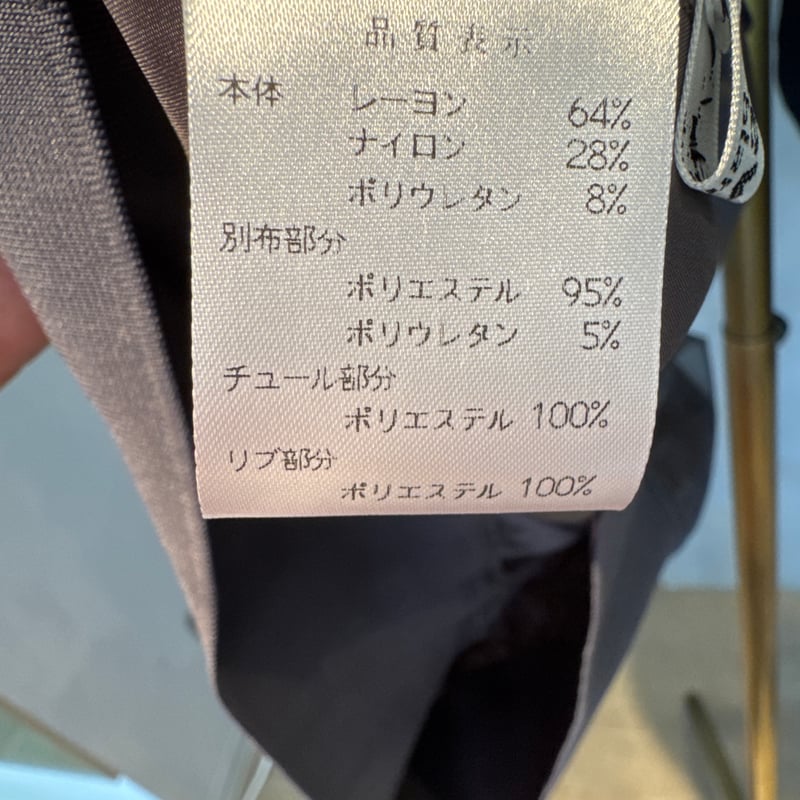 品質表示
本体 レーヨン 64%
ナイロン 28%
ポリウレタン 8%
別布部分
ポリエステル 95%
ポリウレタン 5%
チュール部分
ポリエステル 100%
リブ部分
ポリエステル 100%